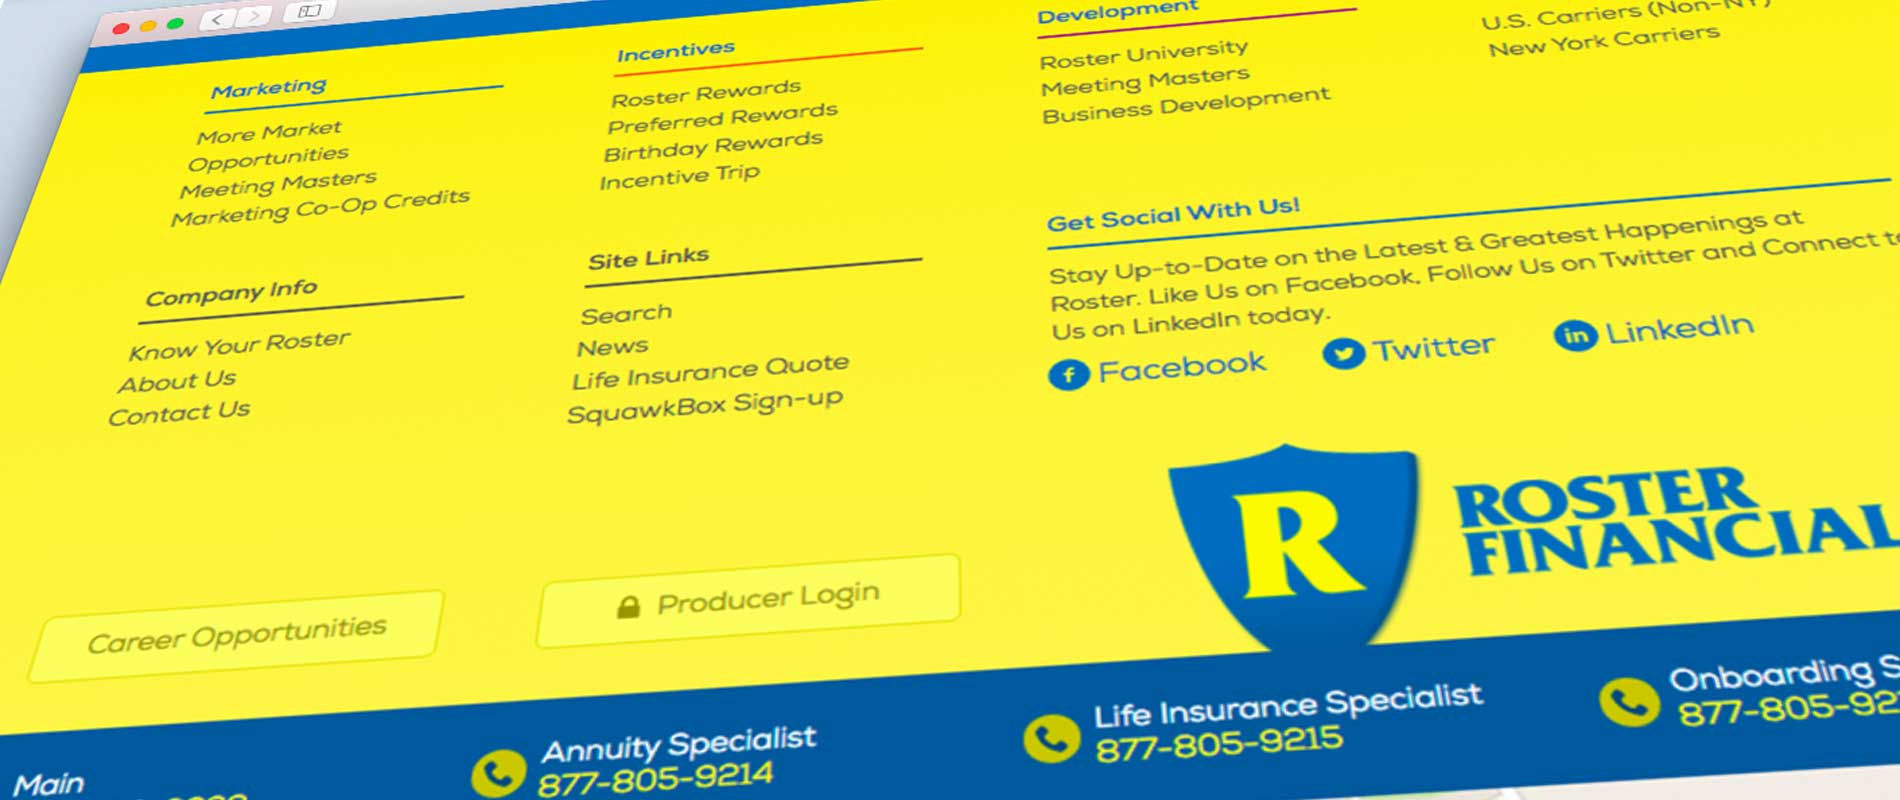 Marketing
More Market
Opportunities
Meeting Masters
Marketing Co-Op Credits
Incentives
Roster Rewards
Preferred Rewards
Birthday Rewards
Incentive Trip
Development
Roster University
Meeting Masters
Business Development
U.S. Carriers (Non-NY)
New York Carriers
Company Info
Know Your Roster
About Us
Contact Us
Site Links
Search
News
Life Insurance Quote
SquawkBox Sign-up
Get Social With Us!
Stay Up-to-Date on the Latest & Greatest Happenings at
Roster. Like Us on Facebook, Follow Us on Twitter and Connect to
Us on LinkedIn today.
Facebook Twitter LinkedIn
R
ROSTER
FINANCIAL
Career Opportunities
Producer Login
Main
Annuity Specialist
877-805-9214
Life Insurance Specialist
877-805-9215
Onboarding S
877-805-92